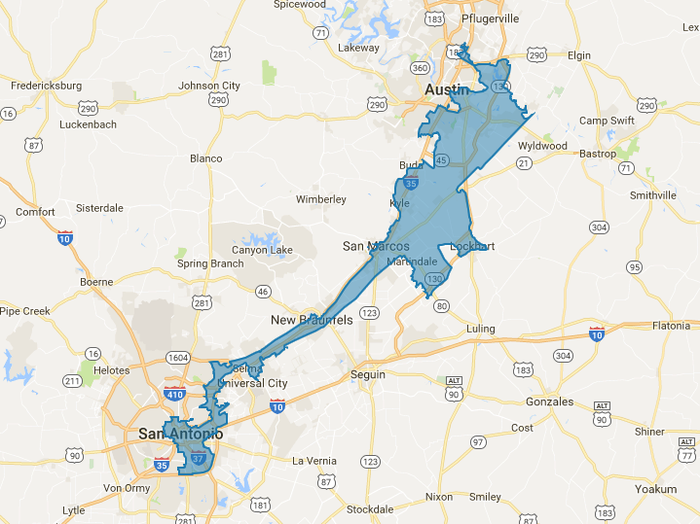 Spicewood
183
Pflugerville
71
Lex
Lakeway
281
183
290
Elgin
360
Fredericksburg
Johnson City
Austin
130
290
290
290
16
Camp Swift
290
Luckenbach
87
Wyldwood
Bastrop
Blanco
45
21
71
Buda
35
Wimberley
Kyle
Smithville
Comfort
Sisterdale
304
10
San Marcos
Lockhart
Canyon Lake
Spring Branch
Martindale
95
130
Boerne
46
281
80
Pipe Creek
123
New Braunfels
Luling
Flatonia
10
16
1604
304
Helotes
Selma
183
211
Seguin
Universal City
ALT
90
410
10
Gonzales
ALT
90
San Antonio
Cost
Shiner
97
ALT
77
90
35
37
La Vernia
123
87
Von Ormy
Nixon
Smiley
Yoakum
Lytle
181
Stockdale
183
281